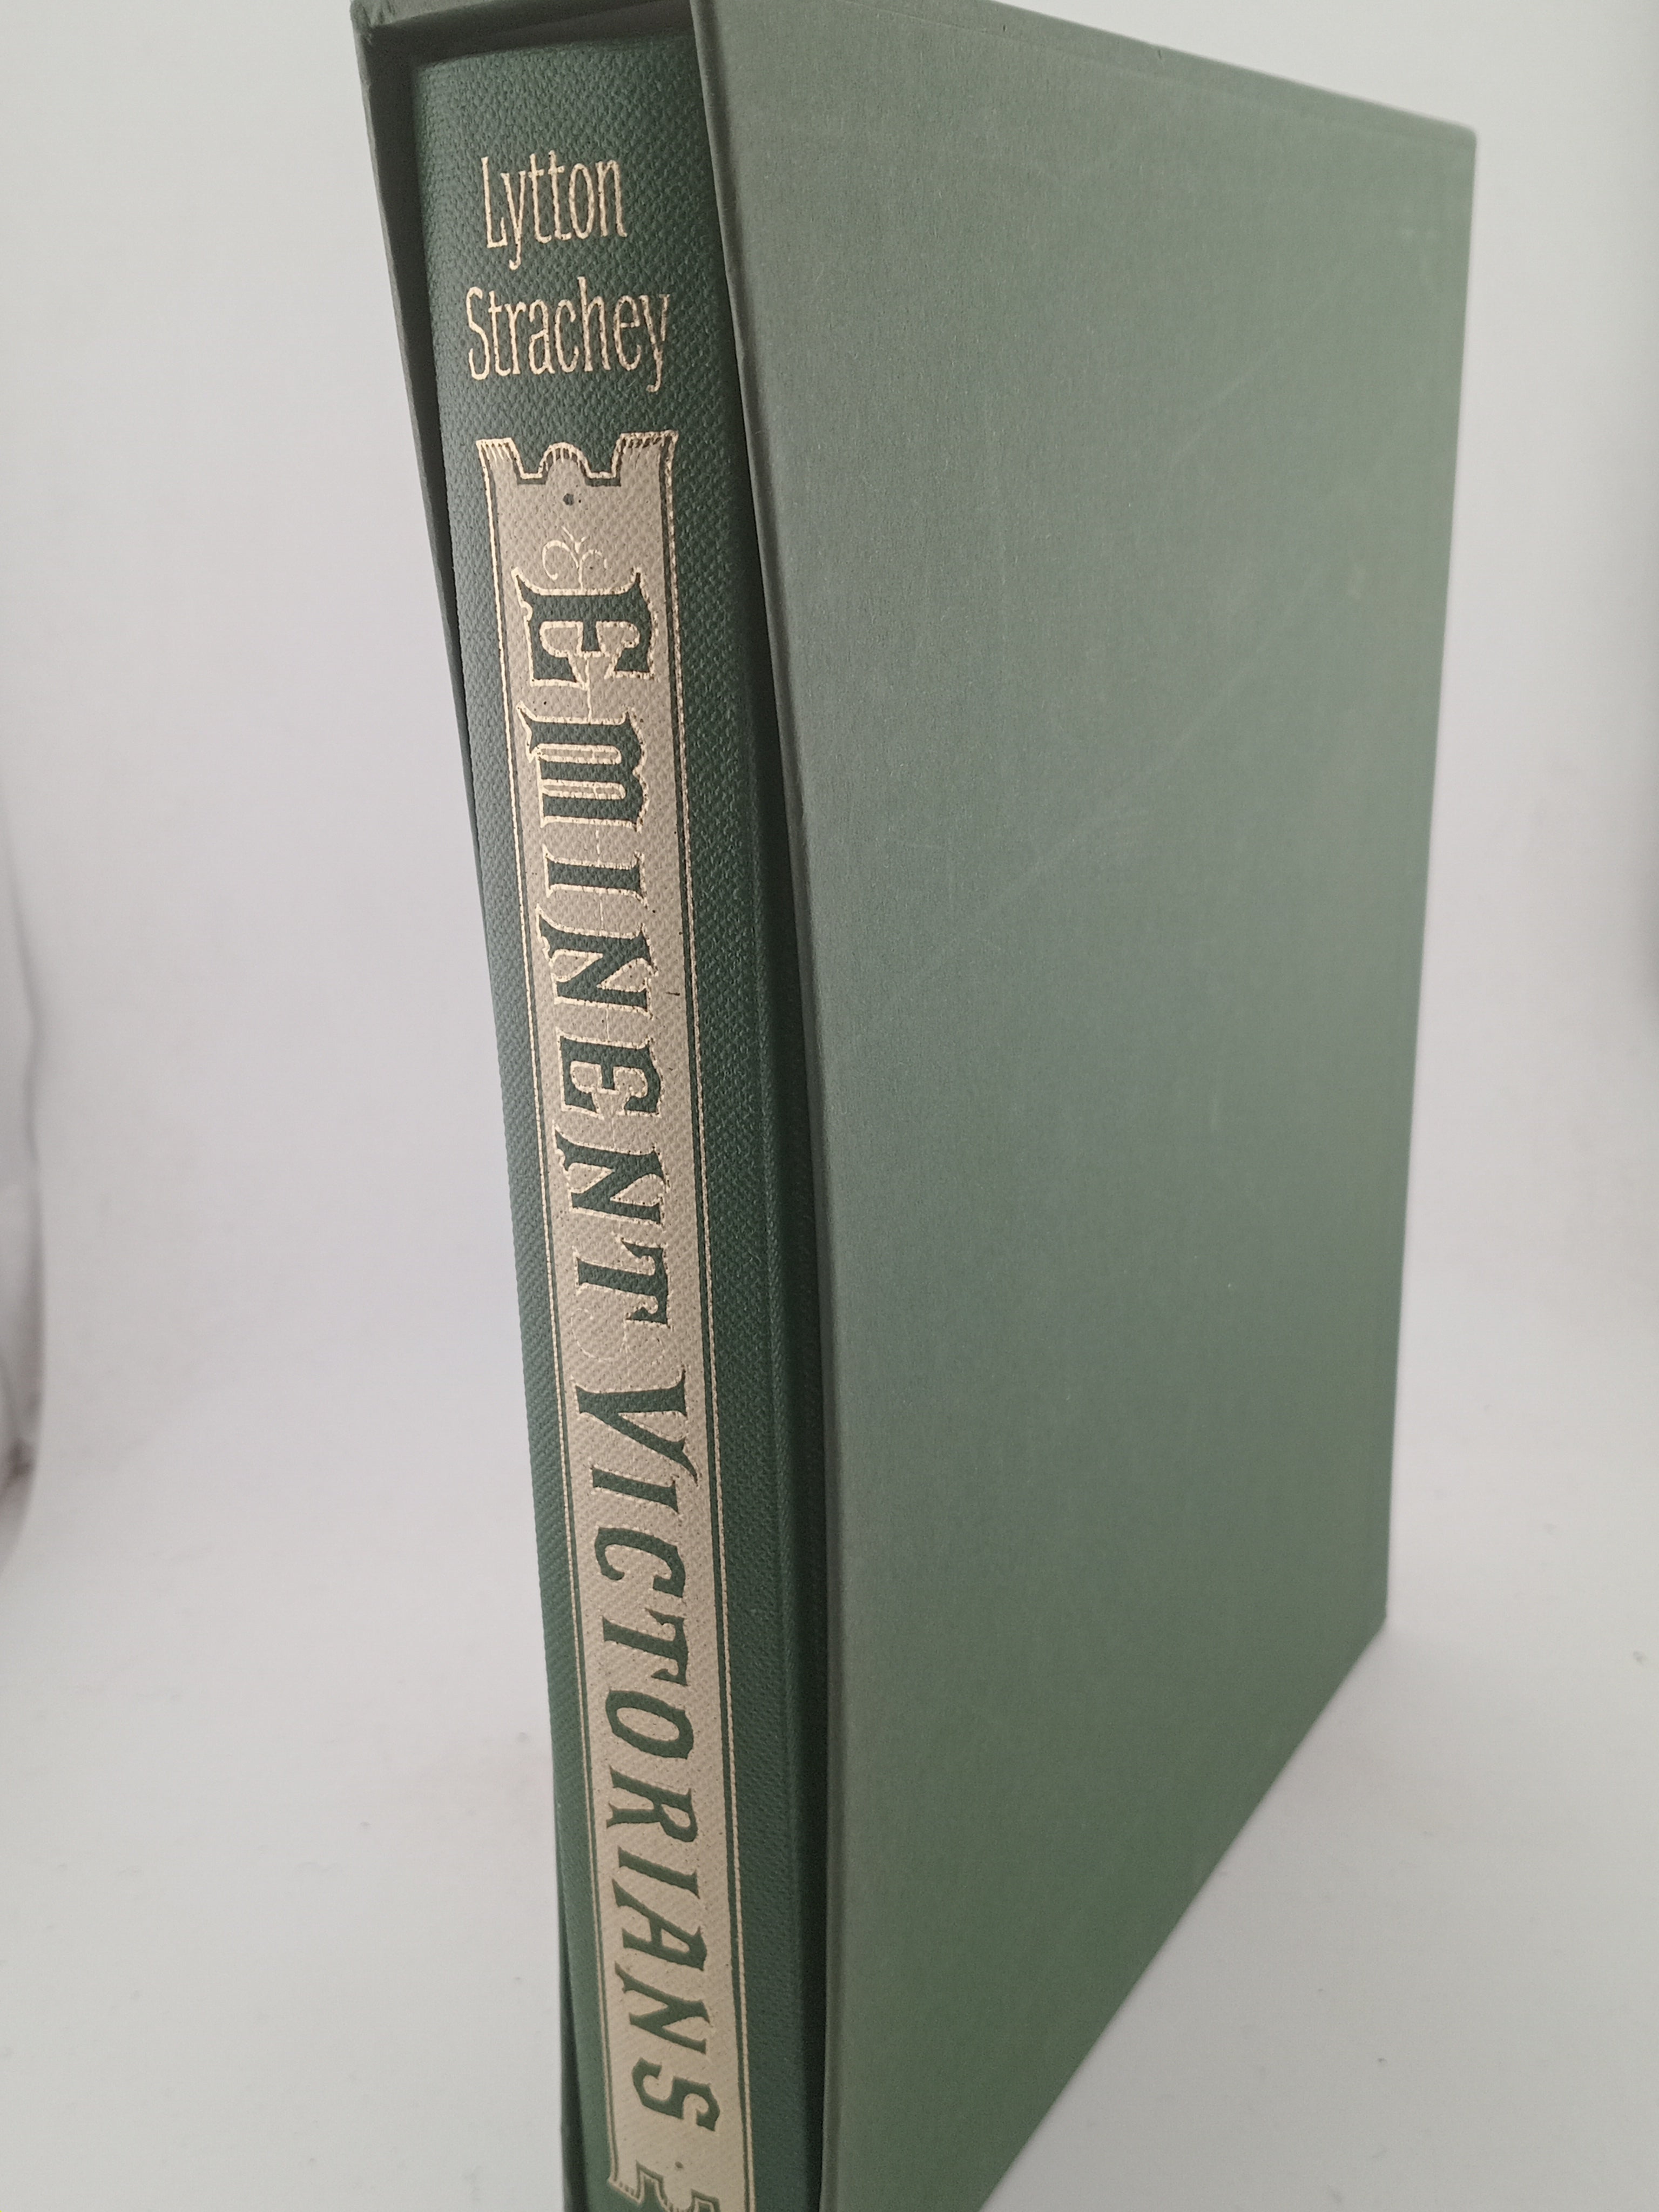 Lytton
Strachey
EMINENT VICTORIANS